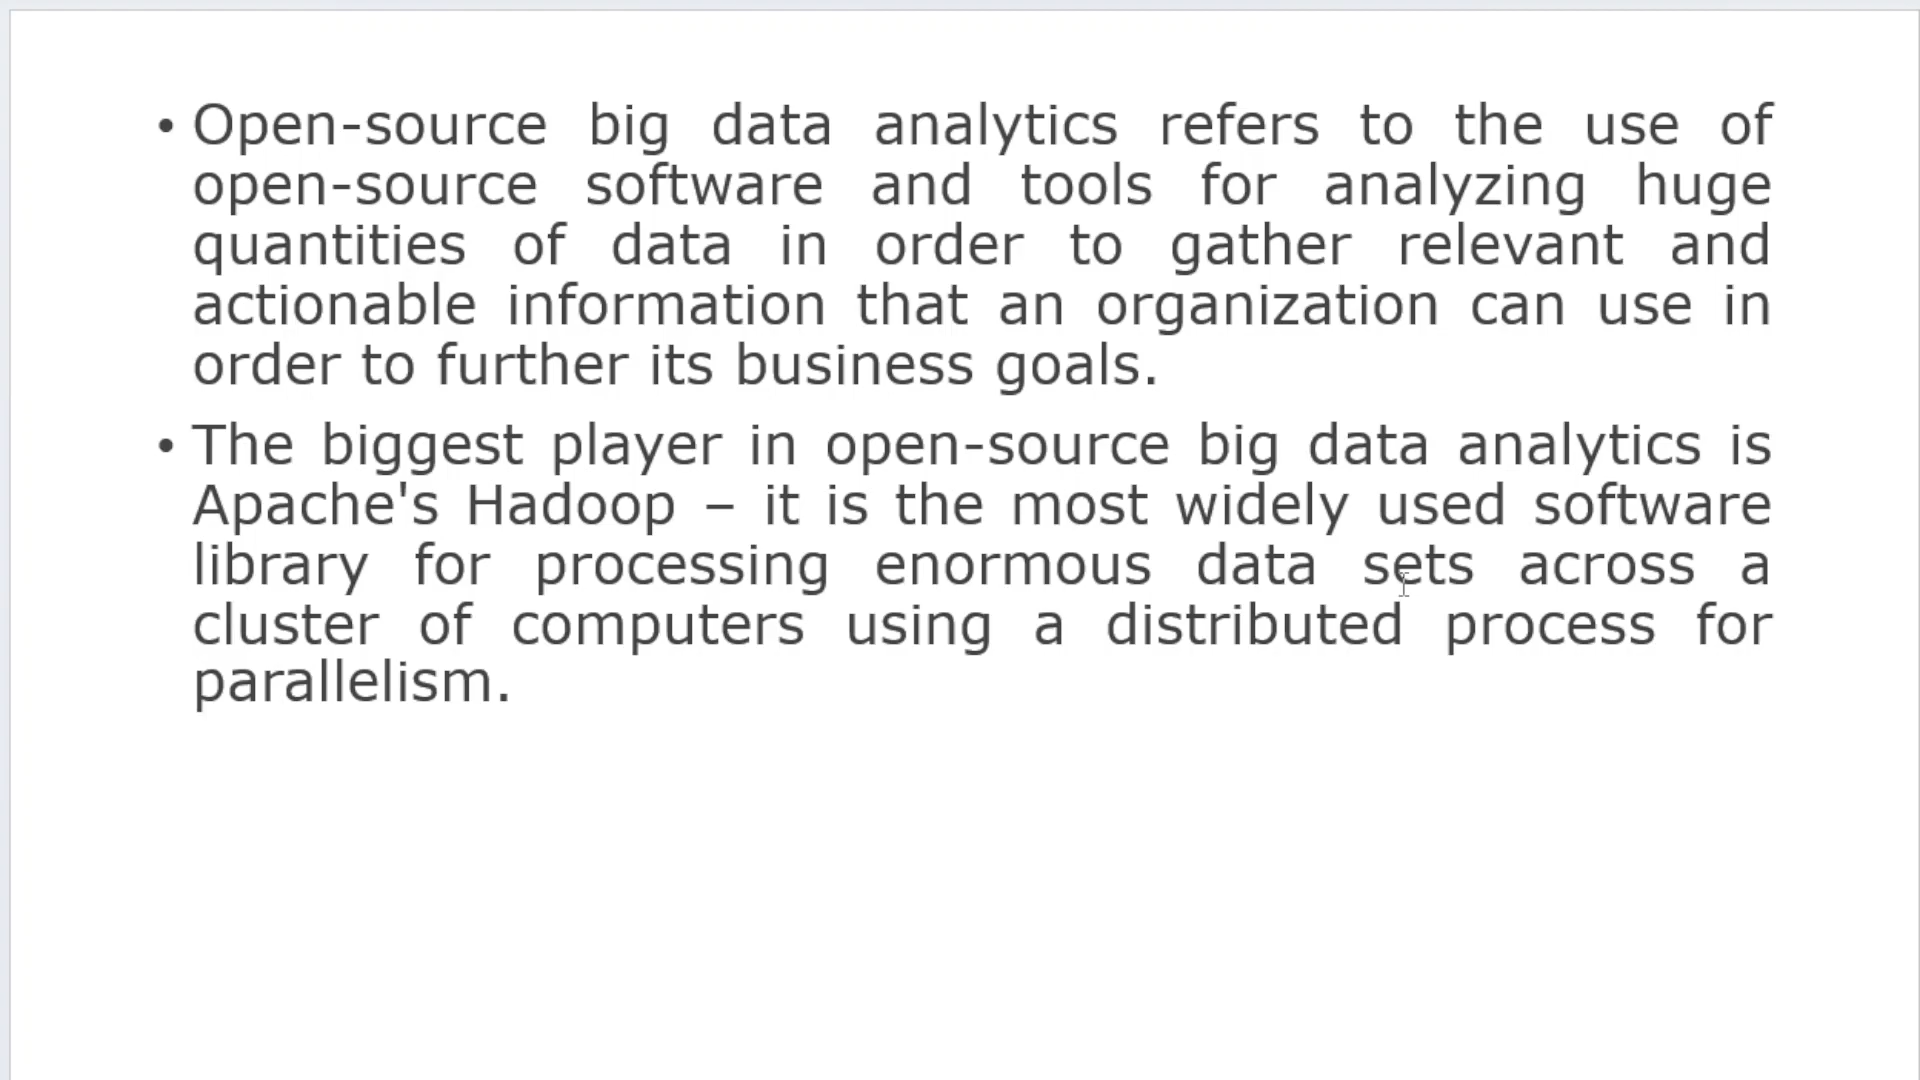 • Open-source big data analytics refers to the use of
open-source software and tools for analyzing huge
quantities of data in order to gather relevant and
actionable information that an organization can use in
order to further its business goals.
• The biggest player in open-source big data analytics is
Apache's Hadoop – it is the most widely used software
library for processing enormous data sets across a
cluster of computers using a distributed process for
parallelism.